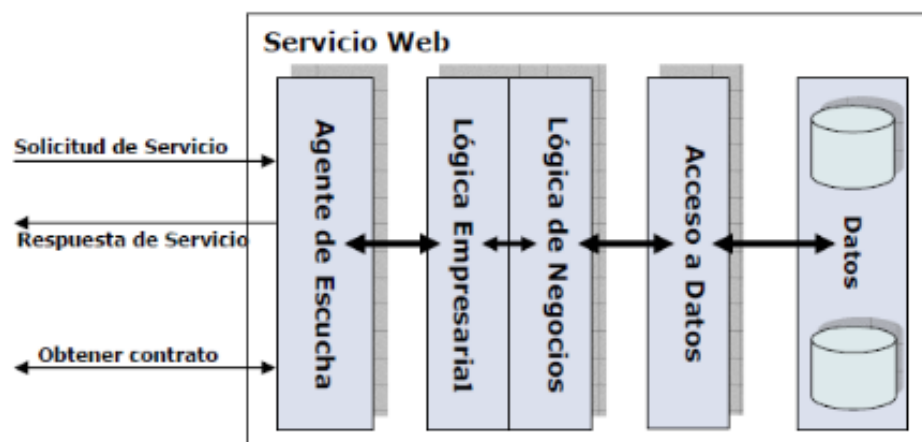 Servicio Web
Solicitud de Servicio
Respuesta de Servicio
Obtener contrato
Agente de Escucha
Lógica Empresarial
Lógica de Negocios
Acceso a Datos
Datos